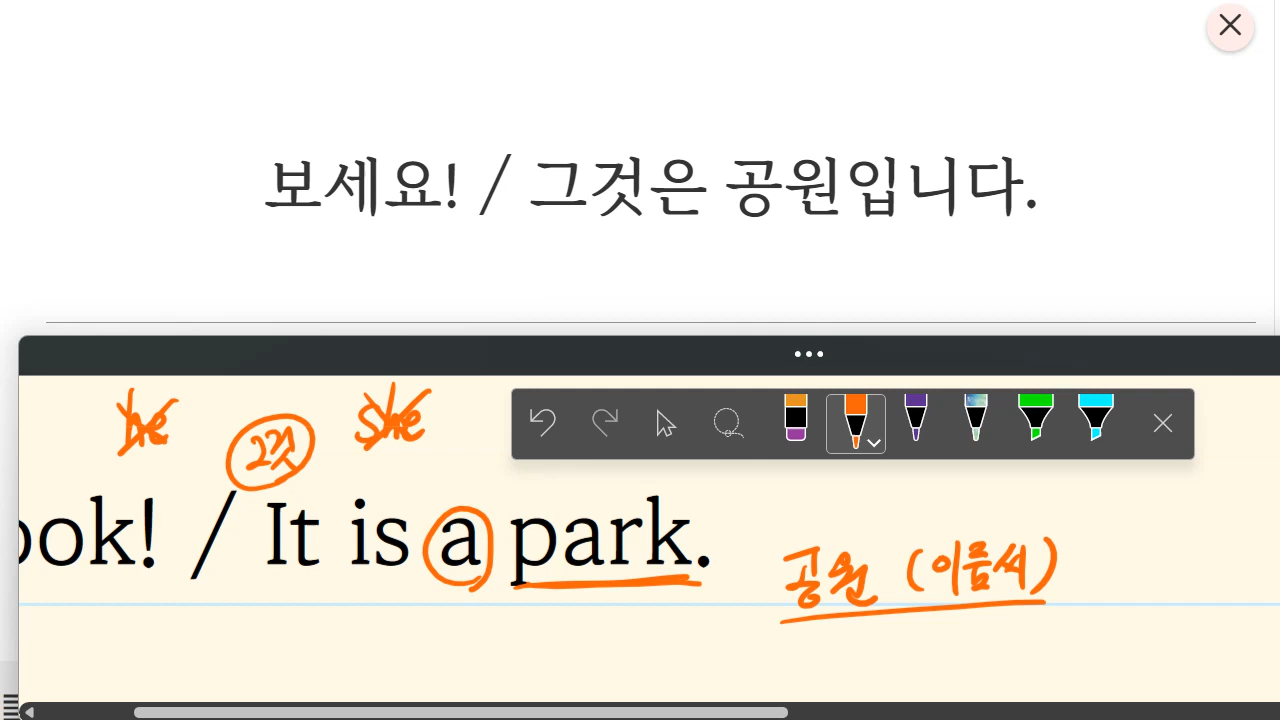 보세요! / 그것은 공원입니다.
he
she
그것
ook! / It is a park.
공원 (이름씨)